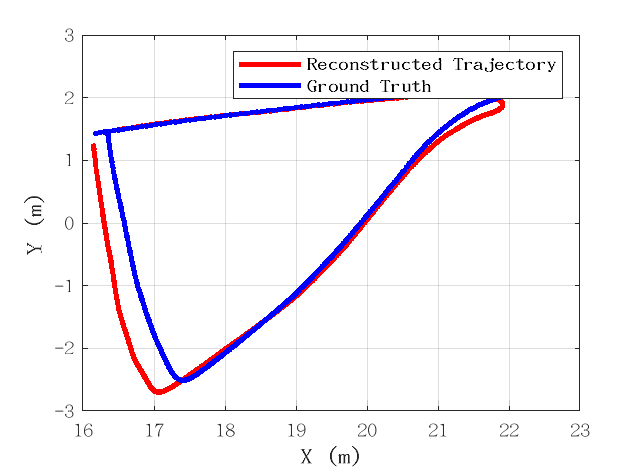 Reconstructed Trajectory
Ground Truth
3
2
1
0
-1
-2
-3
Y (m)
16 17 18 19 20 21 22 23
X (m)